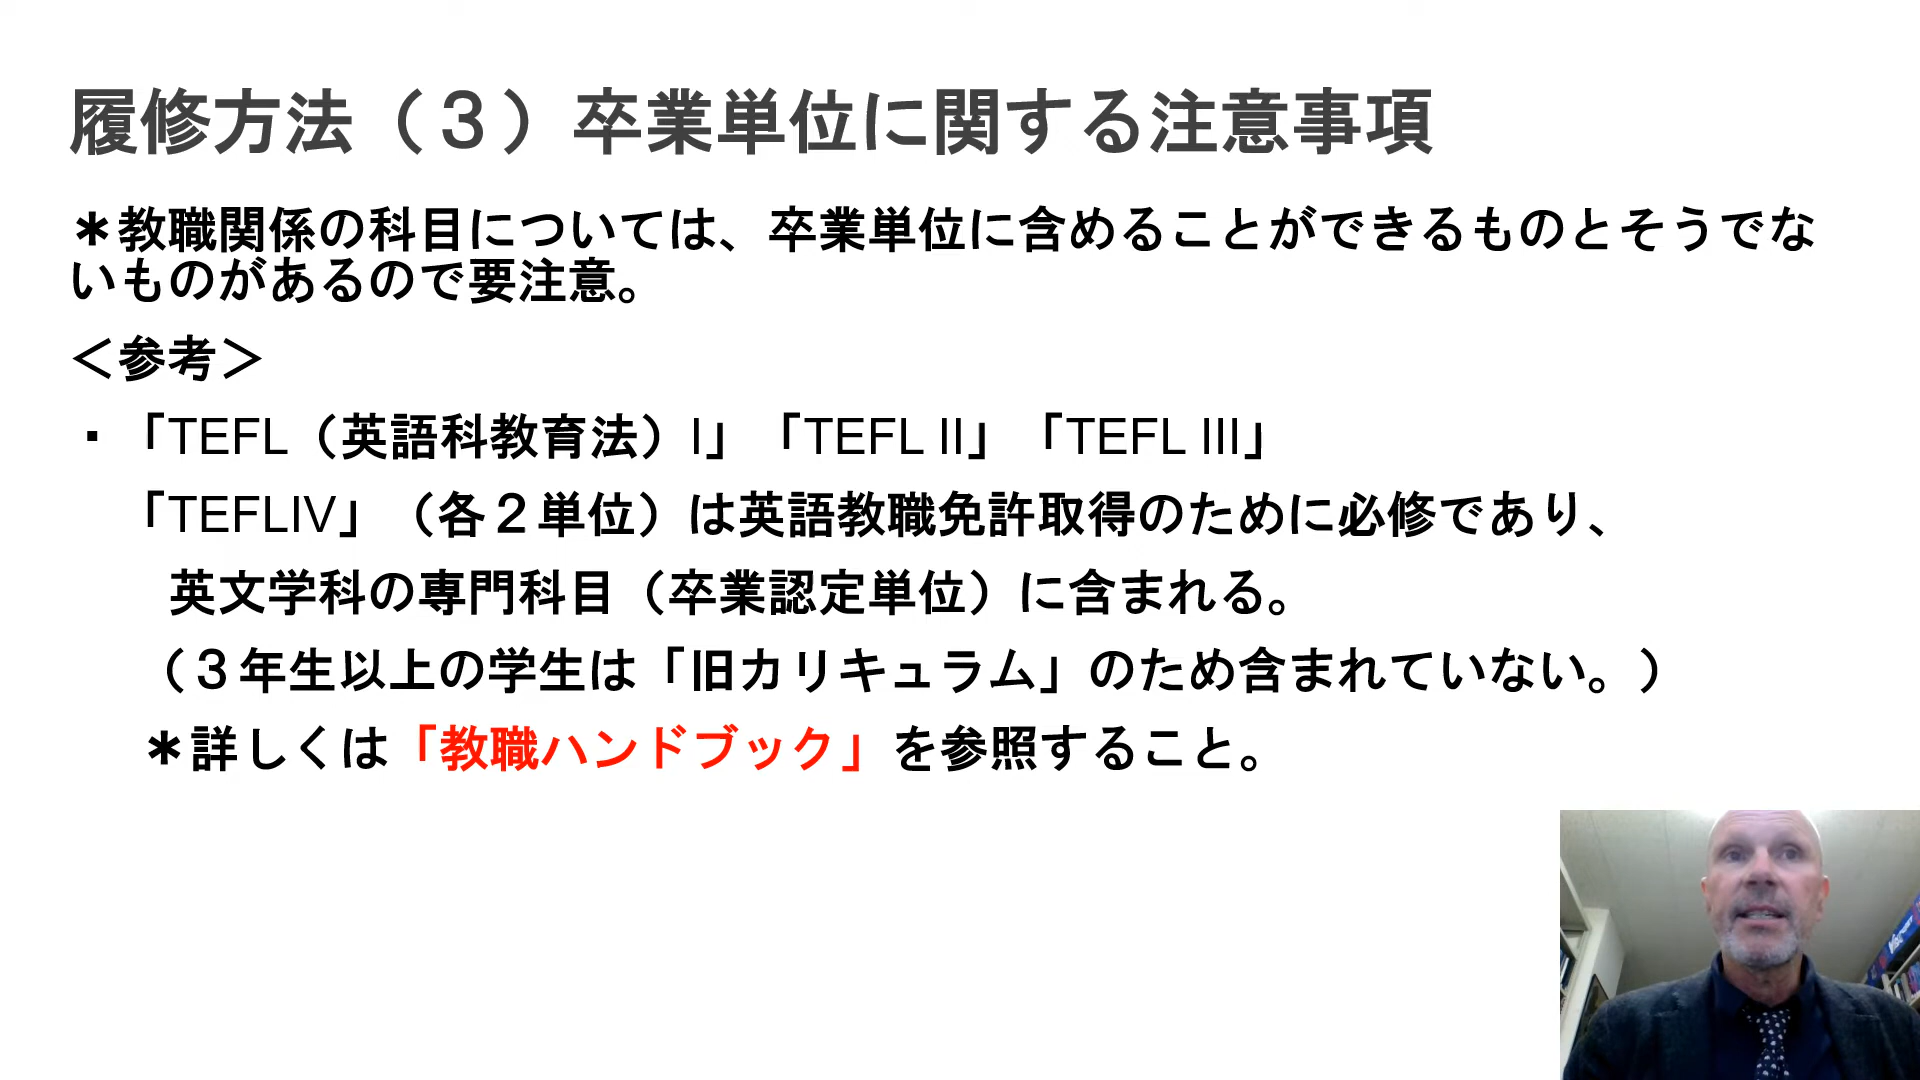 履修方法（３）卒業単位に関する注意事項
＊教職関係の科目については、卒業単位に含めることができるものとそうでな
いものがあるので要注意。
＜参考＞
・「TEFL（英語科教育法）I」「TEFL II」「TEFL III」
「TEFLIV」（各２単位）は英語教職免許取得のために必修であり、
英文学科の専門科目（卒業認定単位）に含まれる。
（３年生以上の学生は「旧カリキュラム」のため含まれていない。）
＊詳しくは「教職ハンドブック」を参照すること。